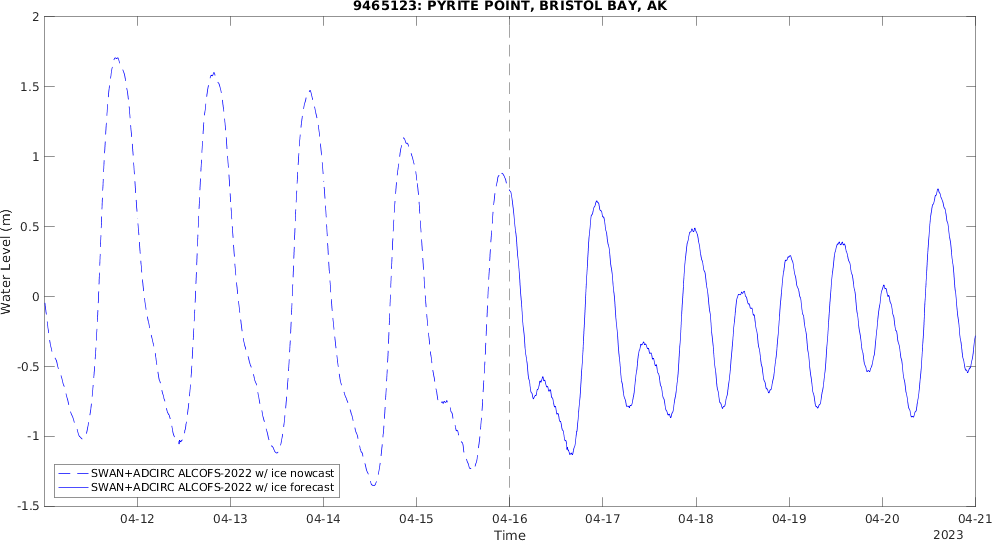 9465123: PYRITE POINT, BRISTOL BAY, AK
2
1.5
1
0.5
0
-0.5
-1
-1.5
Water Level (m)
SWAN+ADCIRC ALCOFS-2022 w/ ice nowcast
SWAN+ADCIRC ALCOFS-2022 w/ ice forecast
04-12 04-13 04-14 04-15 04-16 04-17 04-18 04-19 04-20 04-21
Time
2023